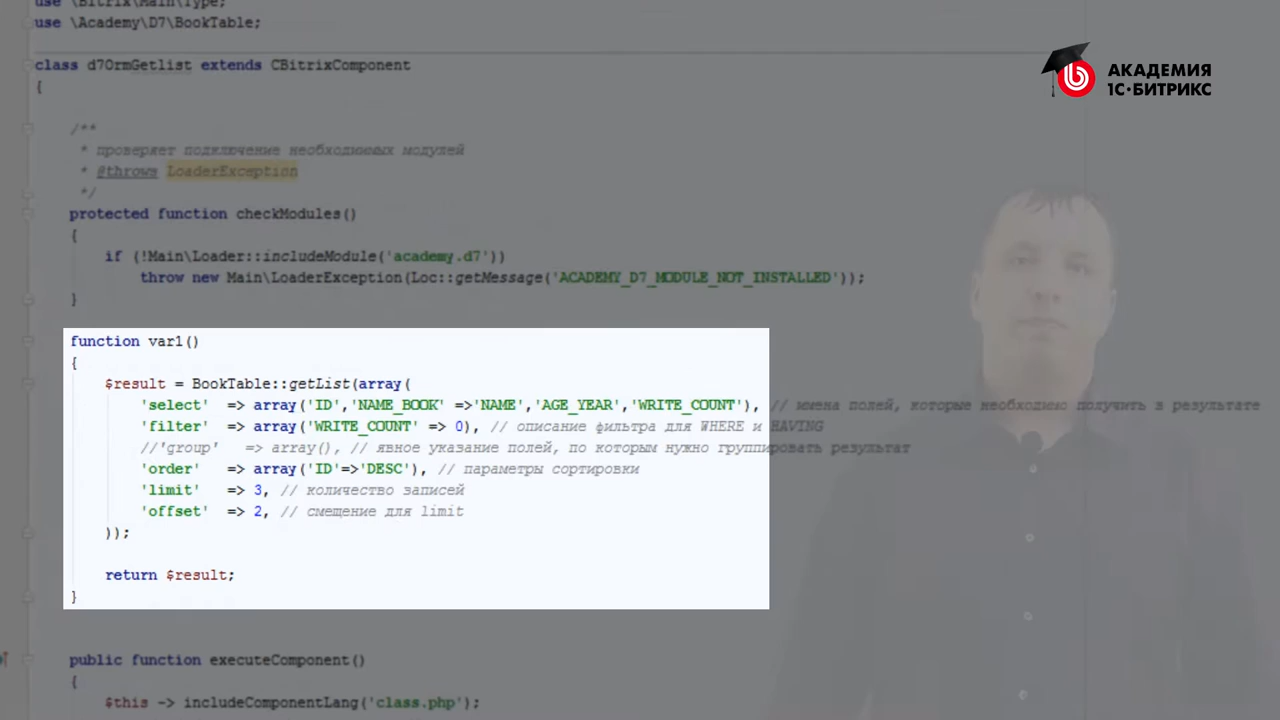 use \Bitrix\Main\Type;
use \Academy\D7\BookTable;
class d7OrmGetlist extends CBitrixComponent
{
АКАДЕМИЯ
1С·БИТРИКС
/**
* проверяет подключение необходимых модулей
* @throws LoaderException
*/
protected function checkModules()
{
if (!Main\Loader::includeModule('academy.d7'))
throw new Main\LoaderException(Loc::getMessage('ACADEMY_D7_MODULE_NOT_INSTALLED'));
}
function var1()
{
$result = BookTable::getList(array(
'select' => array('ID','NAME_BOOK' =>'NAME','AGE_YEAR','WRITE_COUNT'), // имена полей, которые необходимо получить в результате
'filter' => array('WRITE_COUNT' => 0), // описание фильтра для WHERE и HAVING
//'group' => array(), // явное указание полей, по которым нужно группировать результат
'order' => array('ID'=>'DESC'), // параметры сортировки
'limit' => 3, // количество записей
'offset' => 2, // смещение для limit
));
return $result;
}
public function executeComponent()
{
$this -> includeComponentLang('class.php');